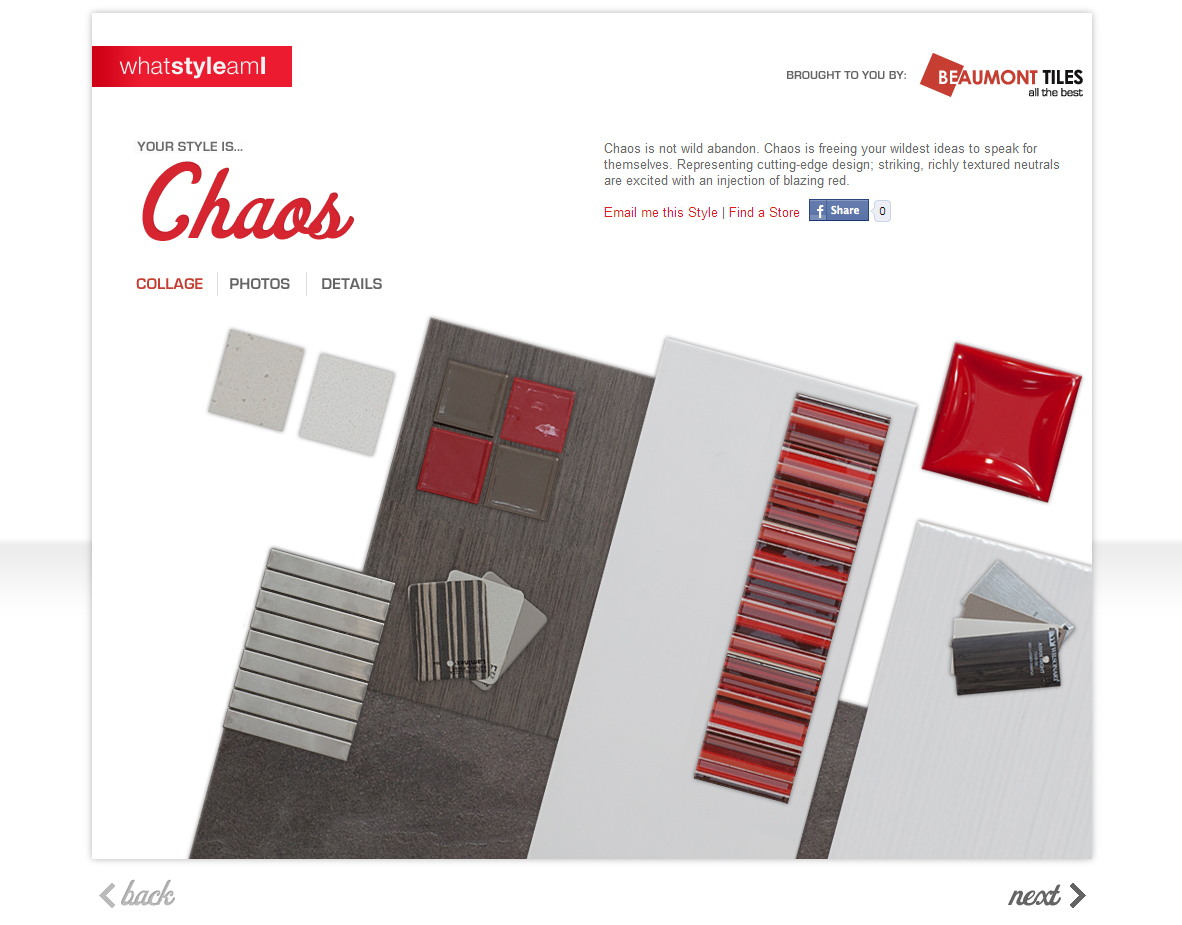 whatstyleamI
BROUGHT TO YOU BY:
BEAUMONT TILES
all the best
YOUR STYLE IS...
Chaos
Chaos is not wild abandon. Chaos is freeing your wildest ideas to speak for
themselves. Representing cutting-edge design; striking, richly textured neutrals
are excited with an injection of blazing red.
Email me this Style | Find a Store
f Share
0
COLLAGE
PHOTOS
DETAILS
Laminex
WILSONART
back
next